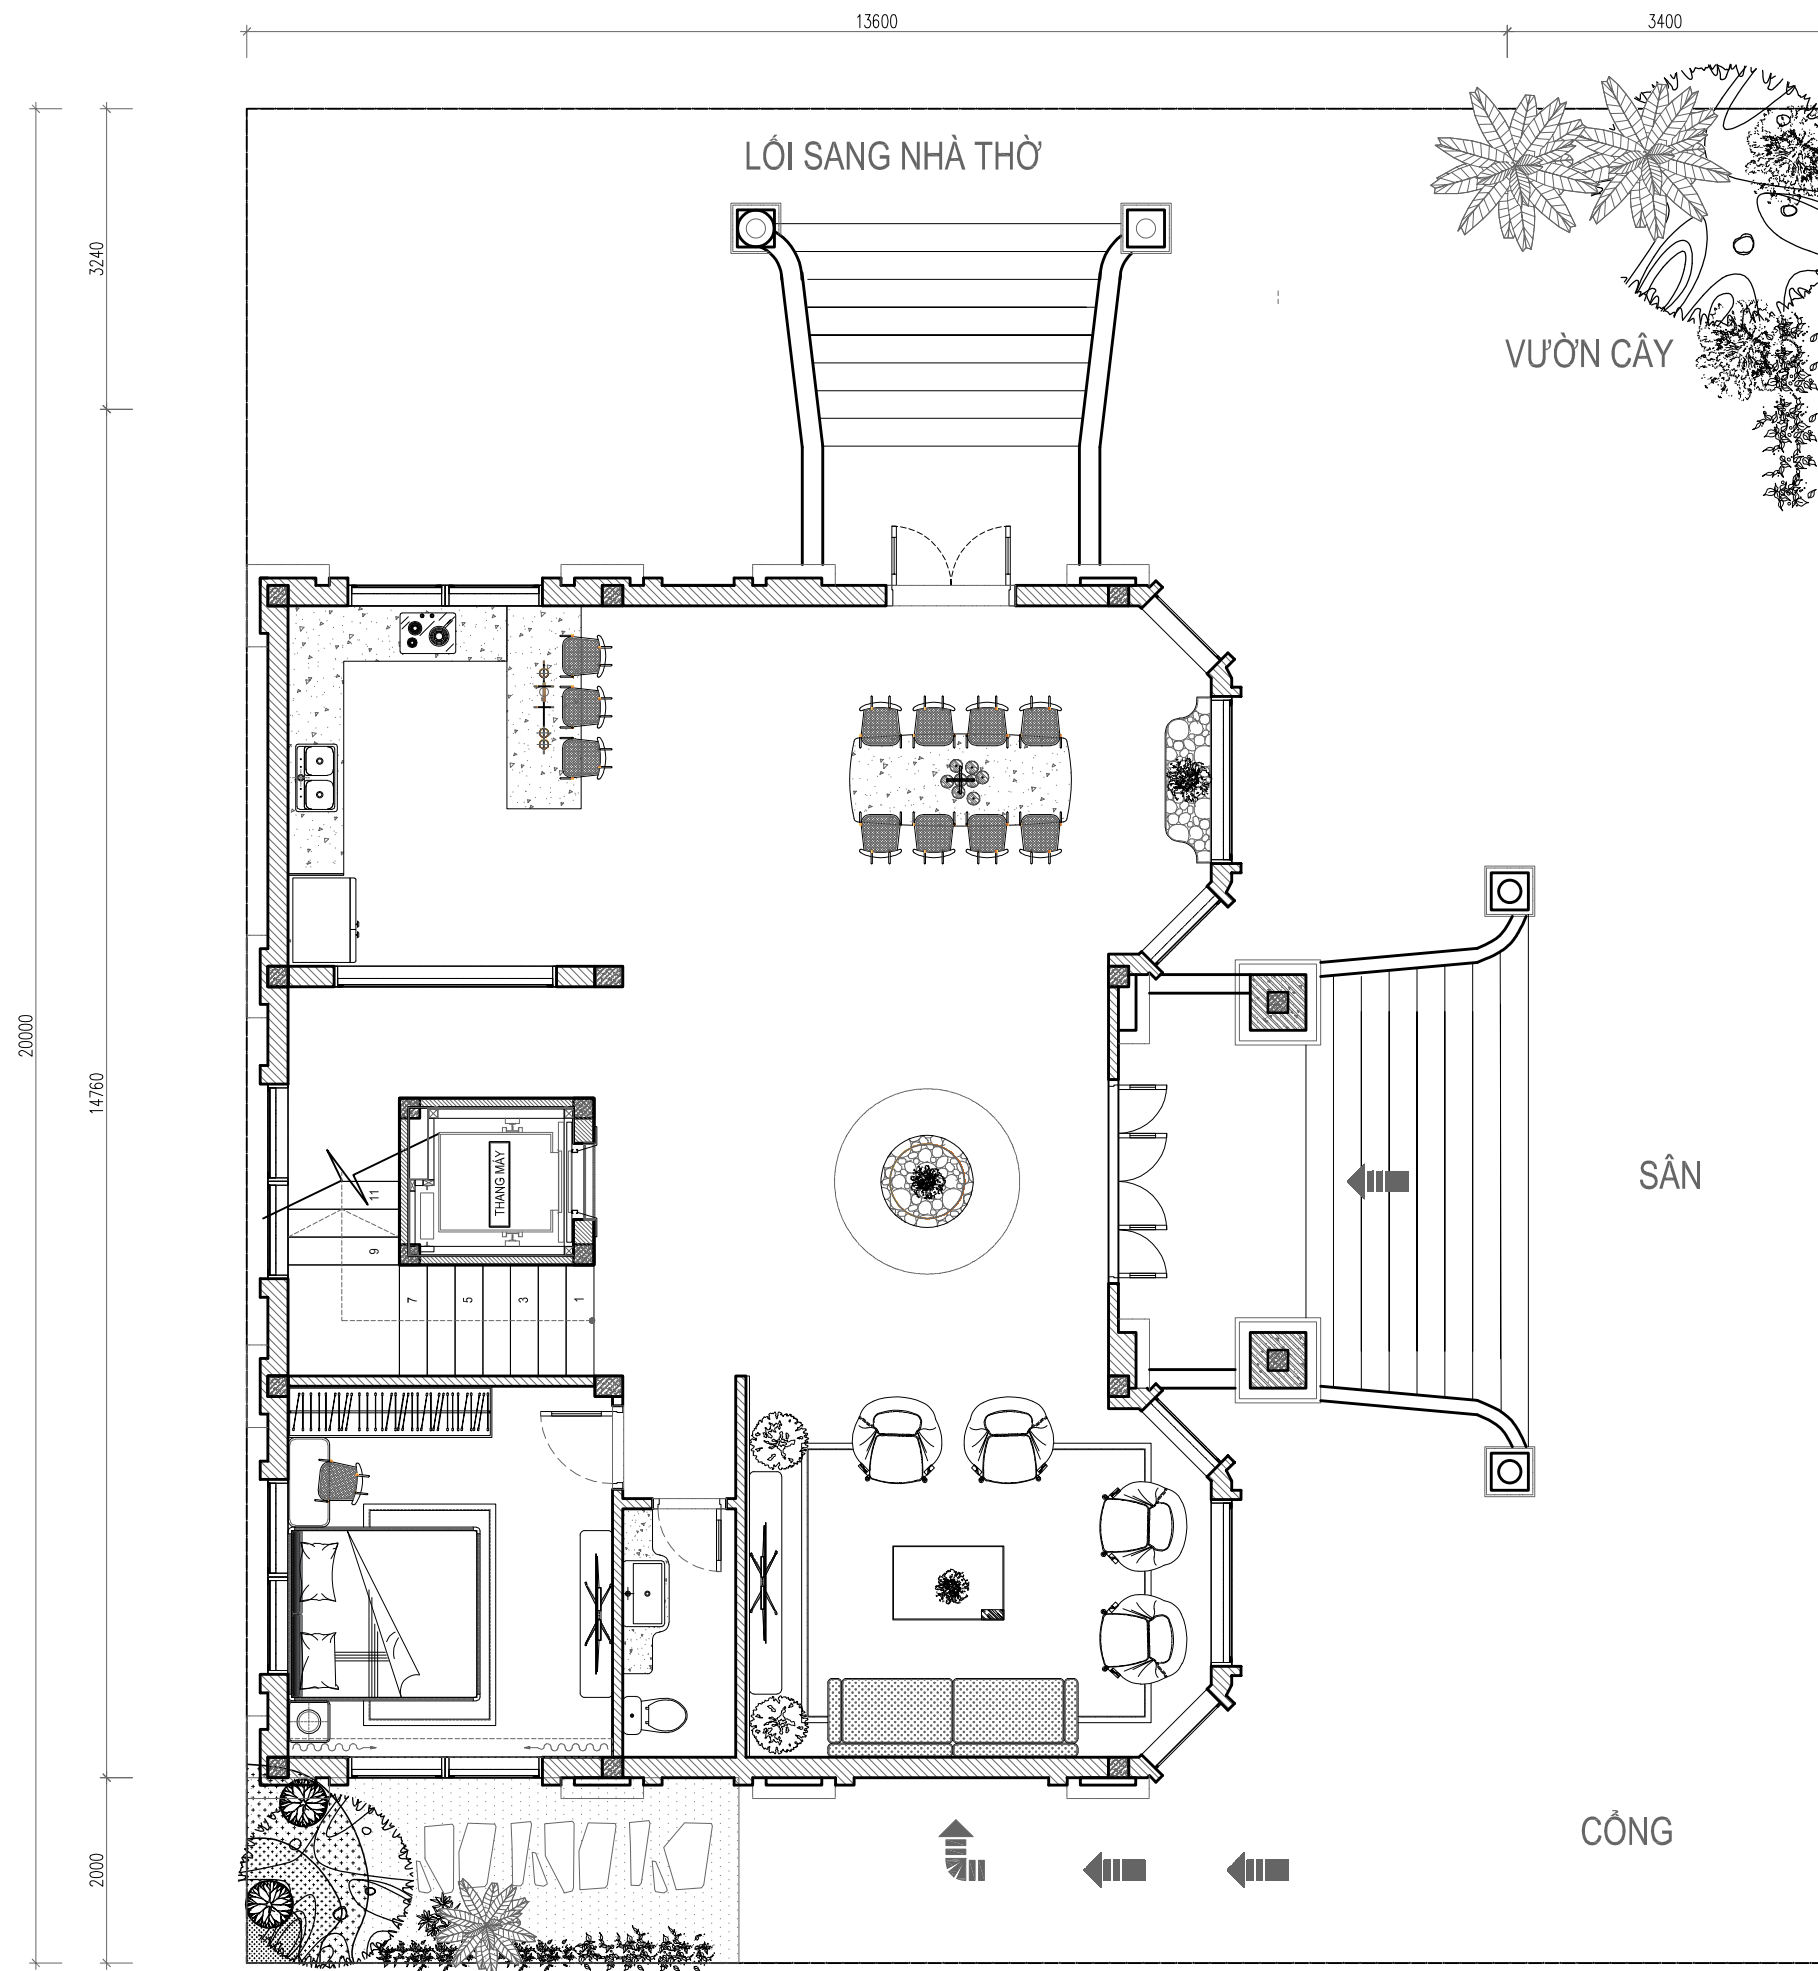 13600
3400
LỐI SANG NHÀ THỜ
3240
VƯỜN CÂY
20000
14760
THANG MÁY
SÂN
11
9
7
5
3
1
CỔNG
2000